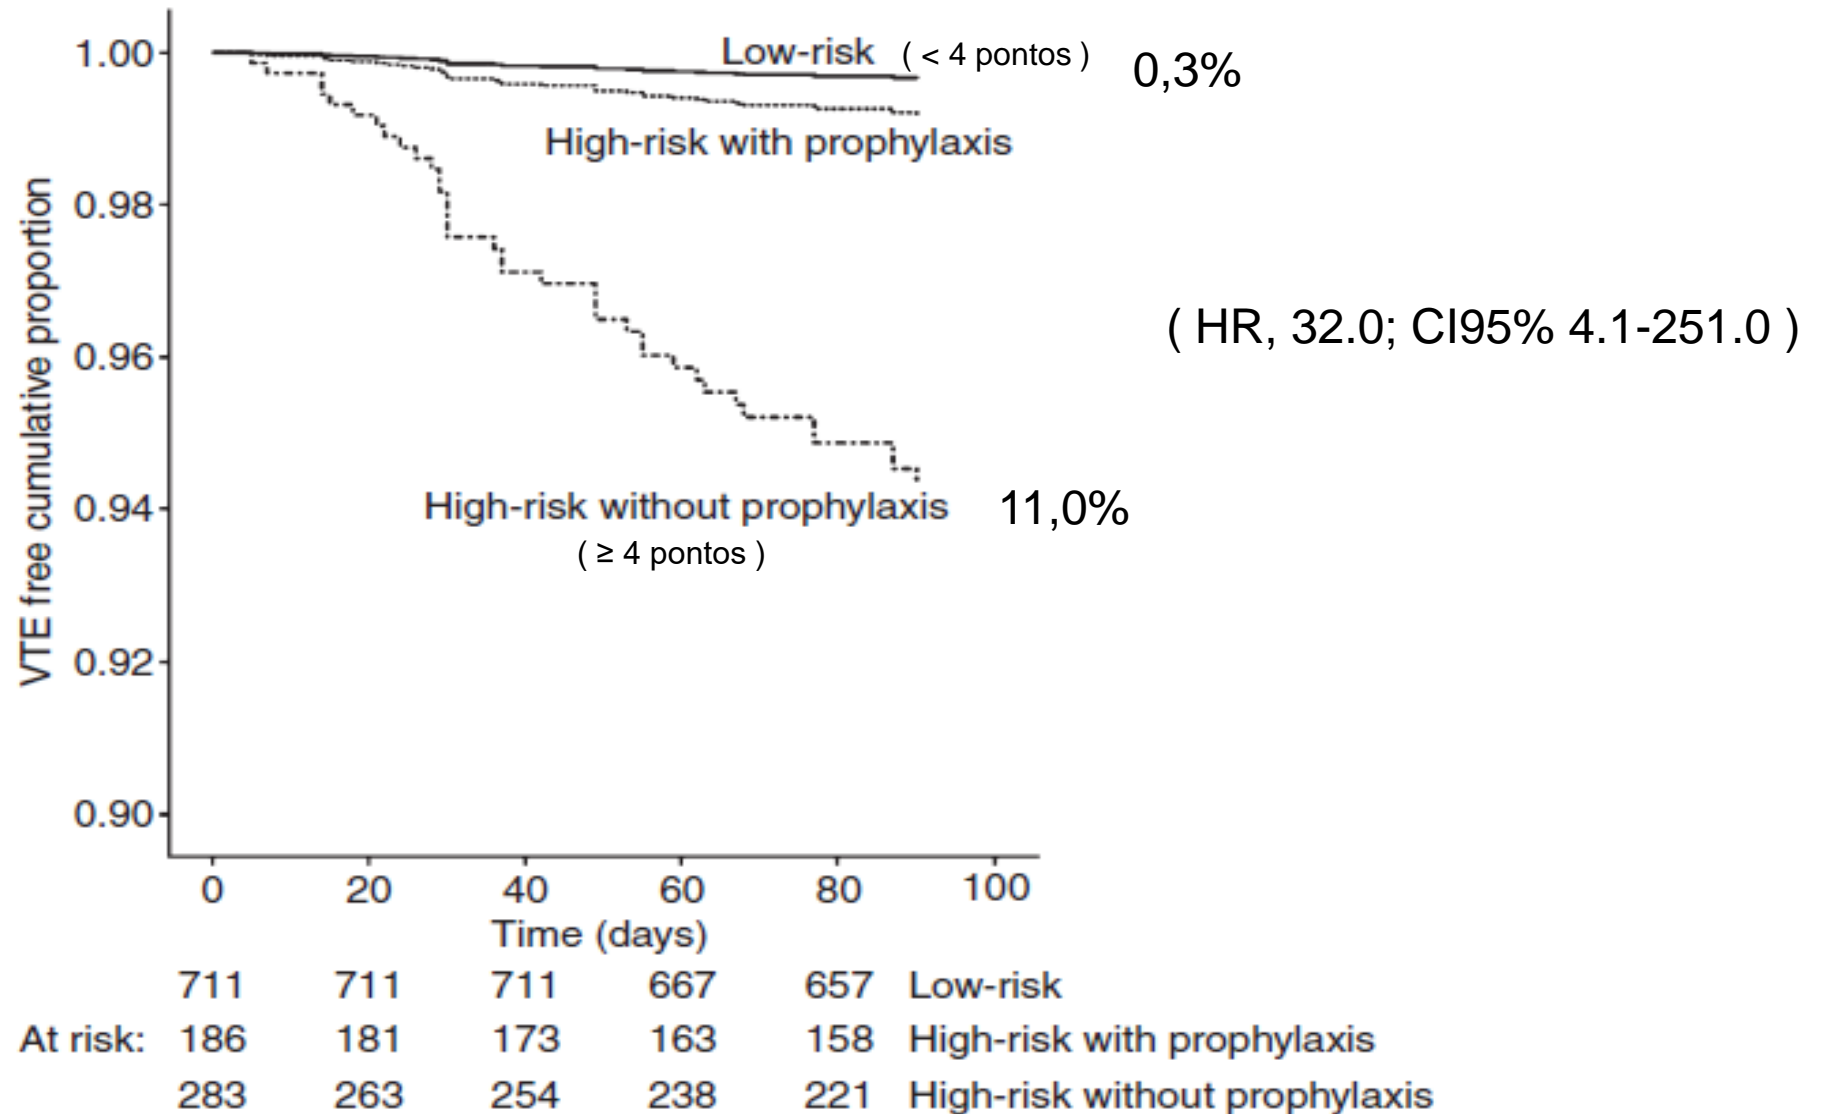 1.00
Low-risk ( < 4 pontos )
0,3%
High-risk with prophylaxis
0.98
VTE free cumulative proportion
( HR, 32.0; CI95% 4.1-251.0 )
0.96
0.94
High-risk without prophylaxis
11,0%
( ≥ 4 pontos )
0.92
0.90
0 20 40 60 80 100
Time (days)
711 711 711 667 657 Low-risk
At risk: 186 181 173 163 158 High-risk with prophylaxis
283 263 254 238 221 High-risk without prophylaxis